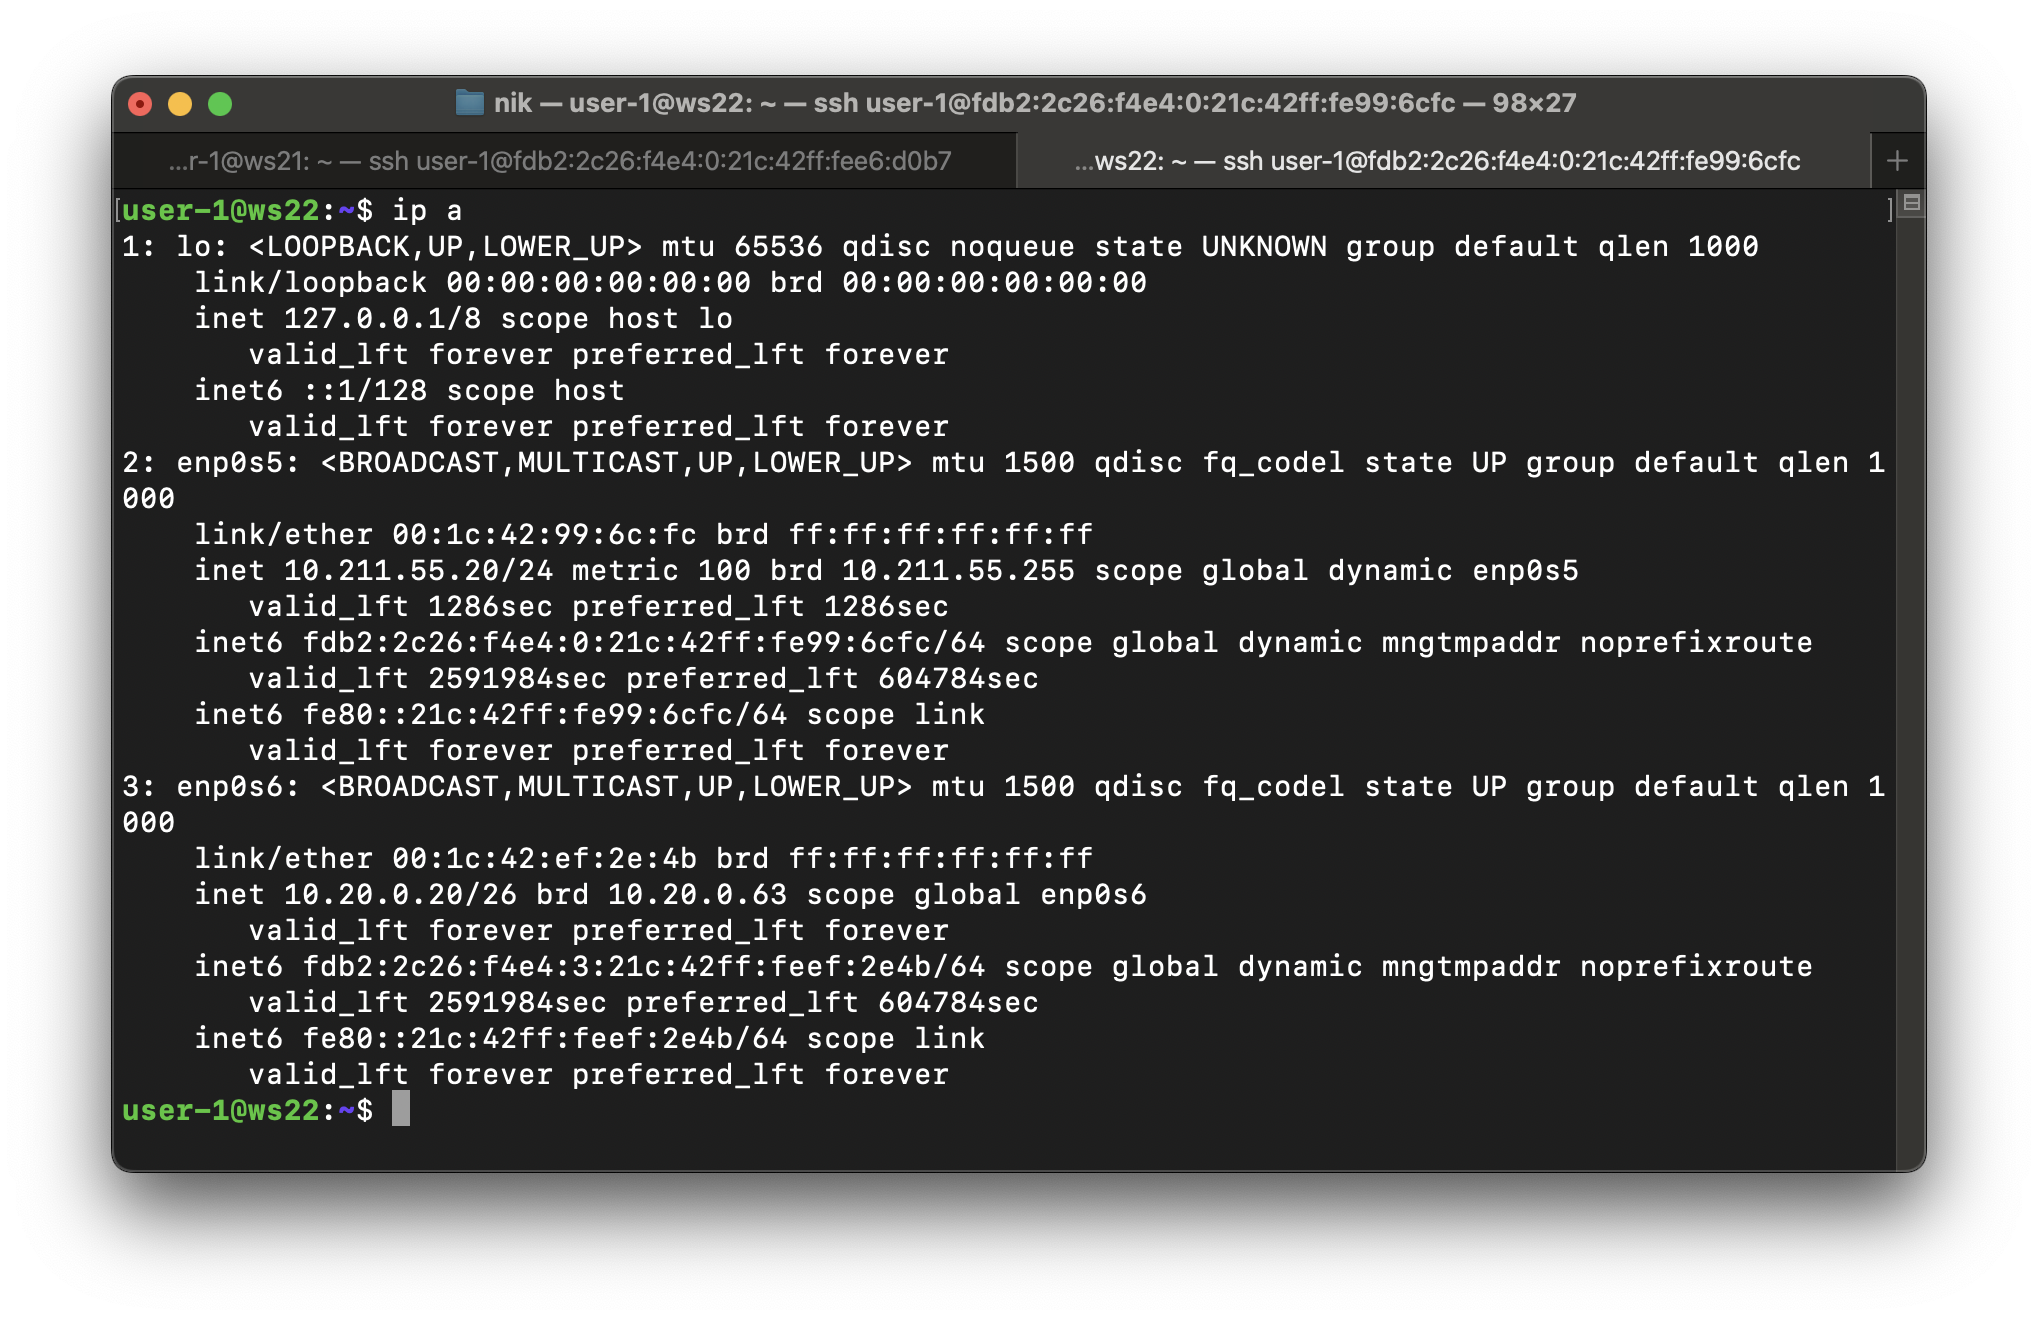 nik — user-1@ws22: ~ — ssh user-1@fdb2:2c26:f4e4:0:21c:42ff:fe99:6cfc — 98×27
...r-1@ws21: ~ — ssh user-1@fdb2:2c26:f4e4:0:21c:42ff:fee6:d0b7
...ws22: ~ — ssh user-1@fdb2:2c26:f4e4:0:21c:42ff:fe99:6cfc
+
[user-1@ws22:~$ ip a ]
1: lo: <LOOPBACK,UP,LOWER_UP> mtu 65536 qdisc noqueue state UNKNOWN group default qlen 1000
    link/loopback 00:00:00:00:00:00 brd 00:00:00:00:00:00
    inet 127.0.0.1/8 scope host lo
       valid_lft forever preferred_lft forever
    inet6 ::1/128 scope host
       valid_lft forever preferred_lft forever
2: enp0s5: <BROADCAST,MULTICAST,UP,LOWER_UP> mtu 1500 qdisc fq_codel state UP group default qlen 1
000
    link/ether 00:1c:42:99:6c:fc brd ff:ff:ff:ff:ff:ff
    inet 10.211.55.20/24 metric 100 brd 10.211.55.255 scope global dynamic enp0s5
       valid_lft 1286sec preferred_lft 1286sec
    inet6 fdb2:2c26:f4e4:0:21c:42ff:fe99:6cfc/64 scope global dynamic mngtmpaddr noprefixroute
       valid_lft 2591984sec preferred_lft 604784sec
    inet6 fe80::21c:42ff:fe99:6cfc/64 scope link
       valid_lft forever preferred_lft forever
3: enp0s6: <BROADCAST,MULTICAST,UP,LOWER_UP> mtu 1500 qdisc fq_codel state UP group default qlen 1
000
    link/ether 00:1c:42:ef:2e:4b brd ff:ff:ff:ff:ff:ff
    inet 10.20.0.20/26 brd 10.20.0.63 scope global enp0s6
       valid_lft forever preferred_lft forever
    inet6 fdb2:2c26:f4e4:3:21c:42ff:feef:2e4b/64 scope global dynamic mngtmpaddr noprefixroute
       valid_lft 2591984sec preferred_lft 604784sec
    inet6 fe80::21c:42ff:feef:2e4b/64 scope link
       valid_lft forever preferred_lft forever
user-1@ws22:~$